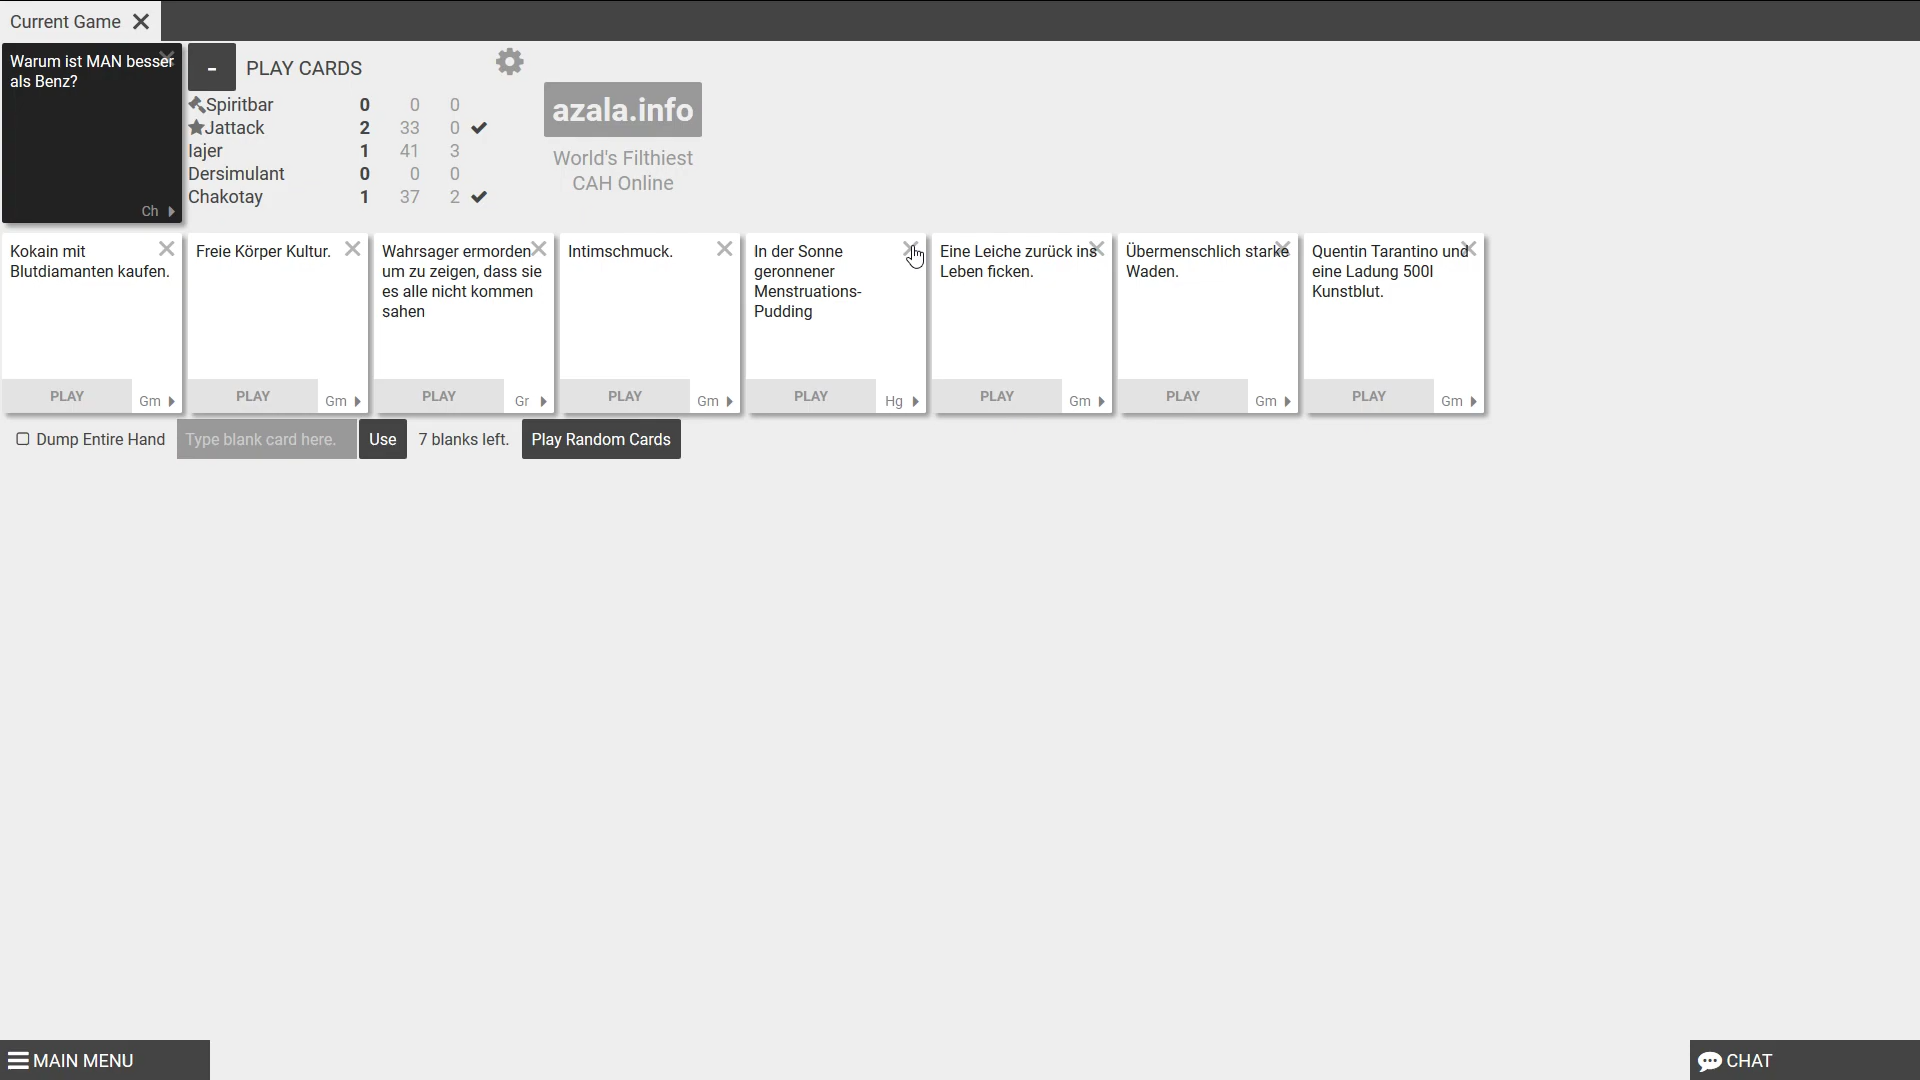 Current Game
Warum ist MAN besser
als Benz?
Ch
-
PLAY CARDS
Spiritbar 0 0 0
Jattack 2 33 0
lajer 1 41 3
Dersimulant 0 0 0
Chakotay 1 37 2
azala.info
World's Filthiest
CAH Online
Kokain mit
Blutdiamanten kaufen.
PLAY
Gm
Freie Körper Kultur.
PLAY
Gm
Wahrsager ermorden
um zu zeigen, dass sie
es alle nicht kommen
sahen
PLAY
Gr
Intimschmuck.
PLAY
Gm
In der Sonne
geronnener
Menstruations-
Pudding
PLAY
Hg
Eine Leiche zurück ins
Leben ficken.
PLAY
Gm
Übermenschlich starke
Waden.
PLAY
Gm
Quentin Tarantino und
eine Ladung 500l
Kunstblut.
PLAY
Gm
Dump Entire Hand
Type blank card here.
Use
7 blanks left.
Play Random Cards
MAIN MENU
CHAT